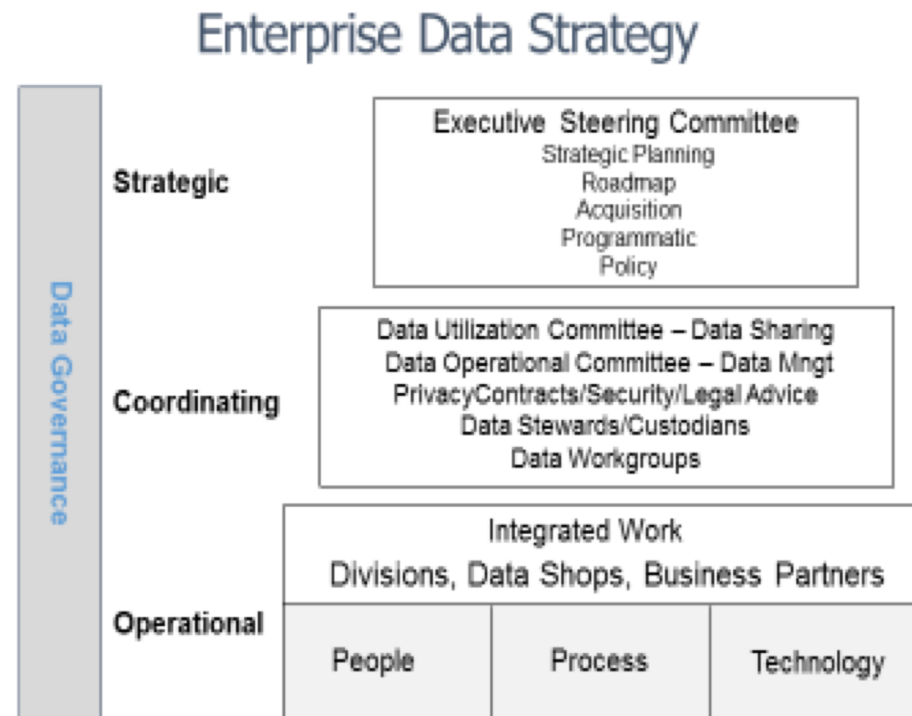 Enterprise Data Strategy
Data Governance
Strategic
Executive Steering Committee
Strategic Planning
Roadmap
Acquisition
Programmatic
Policy
Coordinating
Data Utilization Committee – Data Sharing
Data Operational Committee – Data Mngt
PrivacyContracts/Security/Legal Advice
Data Stewards/Custodians
Data Workgroups
Operational
Integrated Work
Divisions, Data Shops, Business Partners
People
Process
Technology